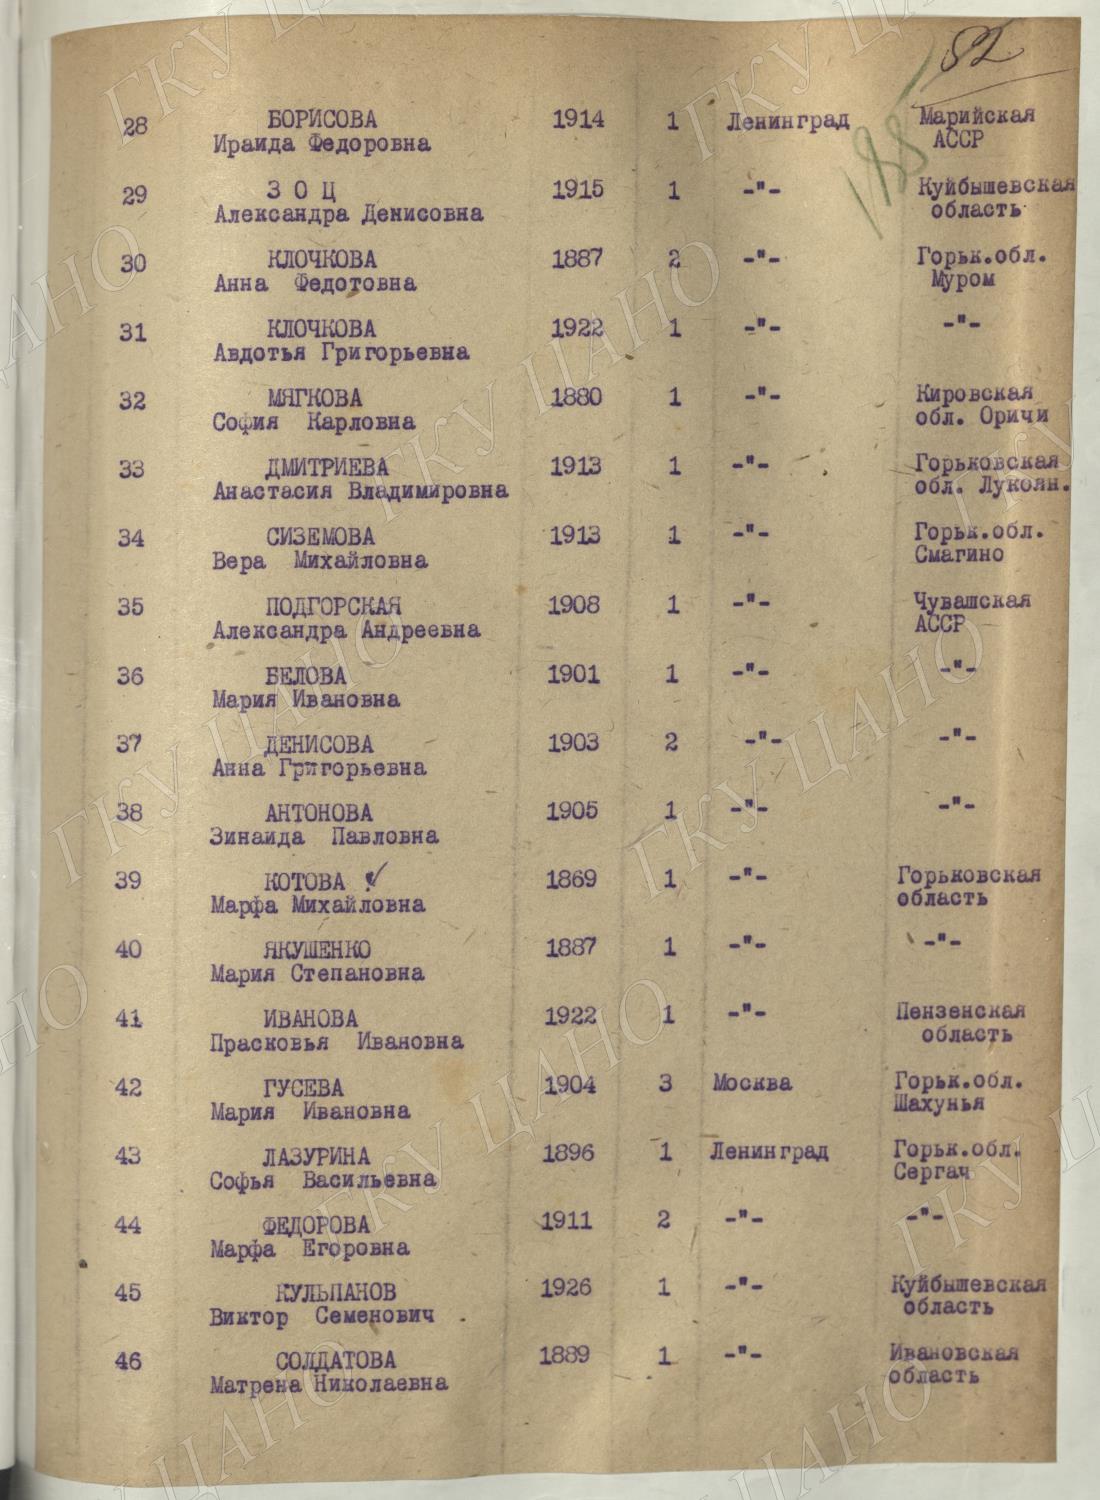 82
188
28 БОРИСОВА 1914 1 Ленинград Марийская
Ираида Федоровна АССР
29 З О Ц 1915 1 -"- Куйбышевская
Александра Денисовна область
30 КЛОЧКОВА 1887 2 -"- Горьк.обл.
Анна Федотовна Муром
31 КЛОЧКОВА 1922 1 -"- -"-
Авдотья Григорьевна
32 МЯГКОВА 1880 1 -"- Кировская
София Карловна обл. Оричи
33 ДМИТРИЕВА 1913 1 -"- Горьковская
Анастасия Владимировна обл. Лукоян.
34 СИЗЕМОВА 1913 1 -"- Горьк.обл.
Вера Михайловна Смагино
35 ПОДГОРСКАЯ 1908 1 -"- Чувашская
Александра Андреевна АССР
36 БЕЛОВА 1901 1 -"- -"-
Мария Ивановна
37 ДЕНИСОВА 1903 2 -"- -"-
Анна Григорьевна
38 АНТОНОВА 1905 1 -"- -"-
Зинаида Павловна
39 КОТОВА 1869 1 -"- Горьковская
Марфа Михайловна область
40 ЯКУШЕНКО 1887 1 -"- -"-
Мария Степановна
41 ИВАНОВА 1922 1 -"- Пензенская
Прасковья Ивановна область
42 ГУСЕВА 1904 3 Москва Горьк.обл.
Мария Ивановна Шахунья
43 ЛАЗУРИНА 1896 1 Ленинград Горьк.обл.
Софья Васильевна Сергач
44 ФЕДОРОВА 1911 2 -"- -"-
Марфа Егоровна
45 КУЛЬПАНОВ 1926 1 -"- Куйбышевская
Виктор Семенович область
46 СОЛДАТОВА 1889 1 -"- Ивановская
Матрена Николаевна область
ГКУ ЦАНО